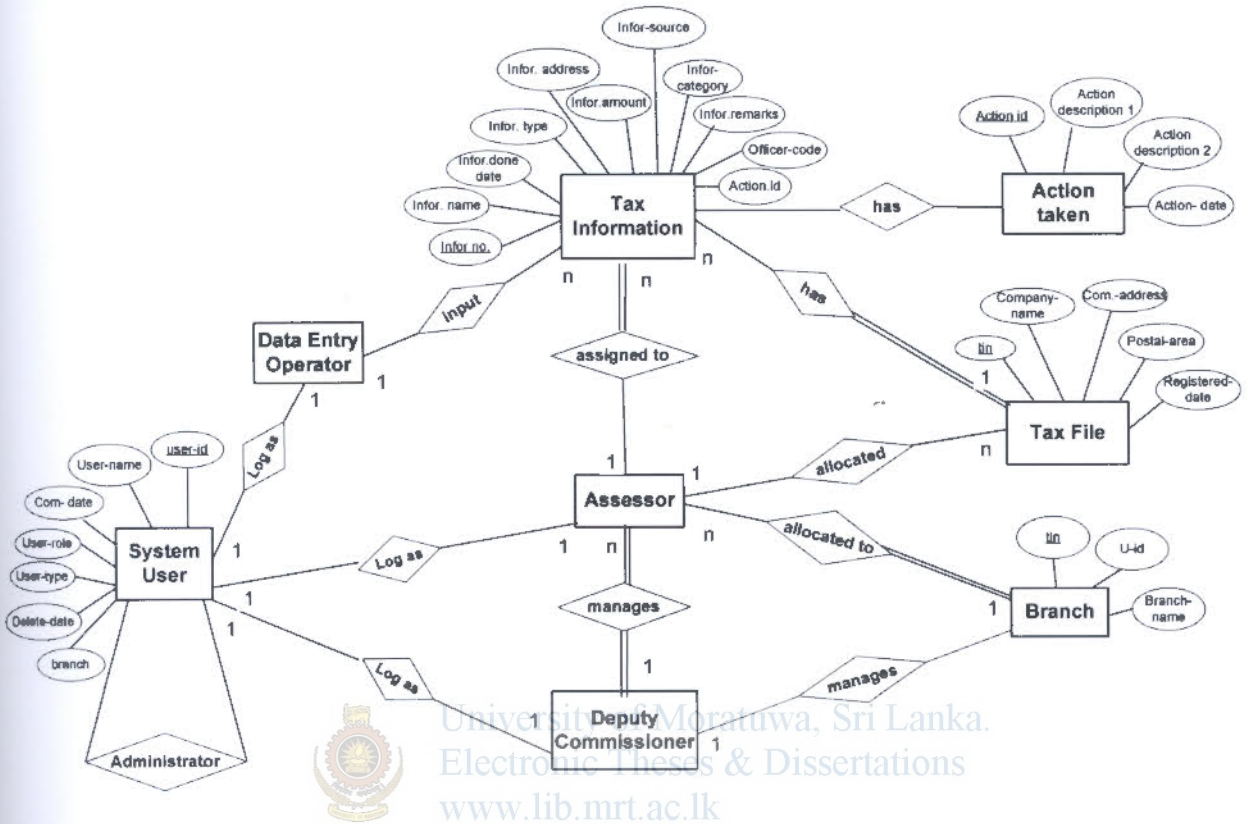 Infor-source
Infor. address
Infor-
category
Infor.amount
Infor. type
Infor.remarks
Infor.done
date
Officer-code
Infor. name
Action.id
Infor no.
Tax
Information
Action id
Action
description 1
Action
description 2
Action- date
Action
taken
has
n
n
n
input
has
assigned to
Data Entry
Operator
1
1
Log as
Company-
name
Com.-address
tin
Postal-area
Registered-
date
1
Tax File
n
allocated
1
1
Assessor
1
n
n
allocated to
User-name
user-id
Com- date
User-role
User-type
Delete-date
branch
System
User
1
1
1
Log as
tin
U-id
Branch-
name
1
Branch
manages
1
manages
Log as
1
Deputy
Commissioner
1
Administrator
University of Moratuwa, Sri Lanka.
Electronic Theses & Dissertations
www.lib.mrt.ac.lk